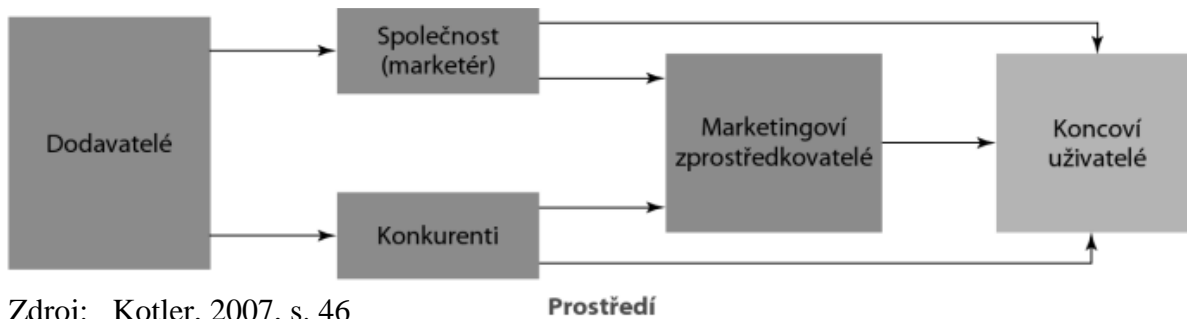 Dodavatelé
Společnost
(marketér)
Konkurenti
Marketingoví
zprostředkovatelé
Koncoví
uživatelé
Zdroj: Kotler, 2007, s. 46
Prostředí